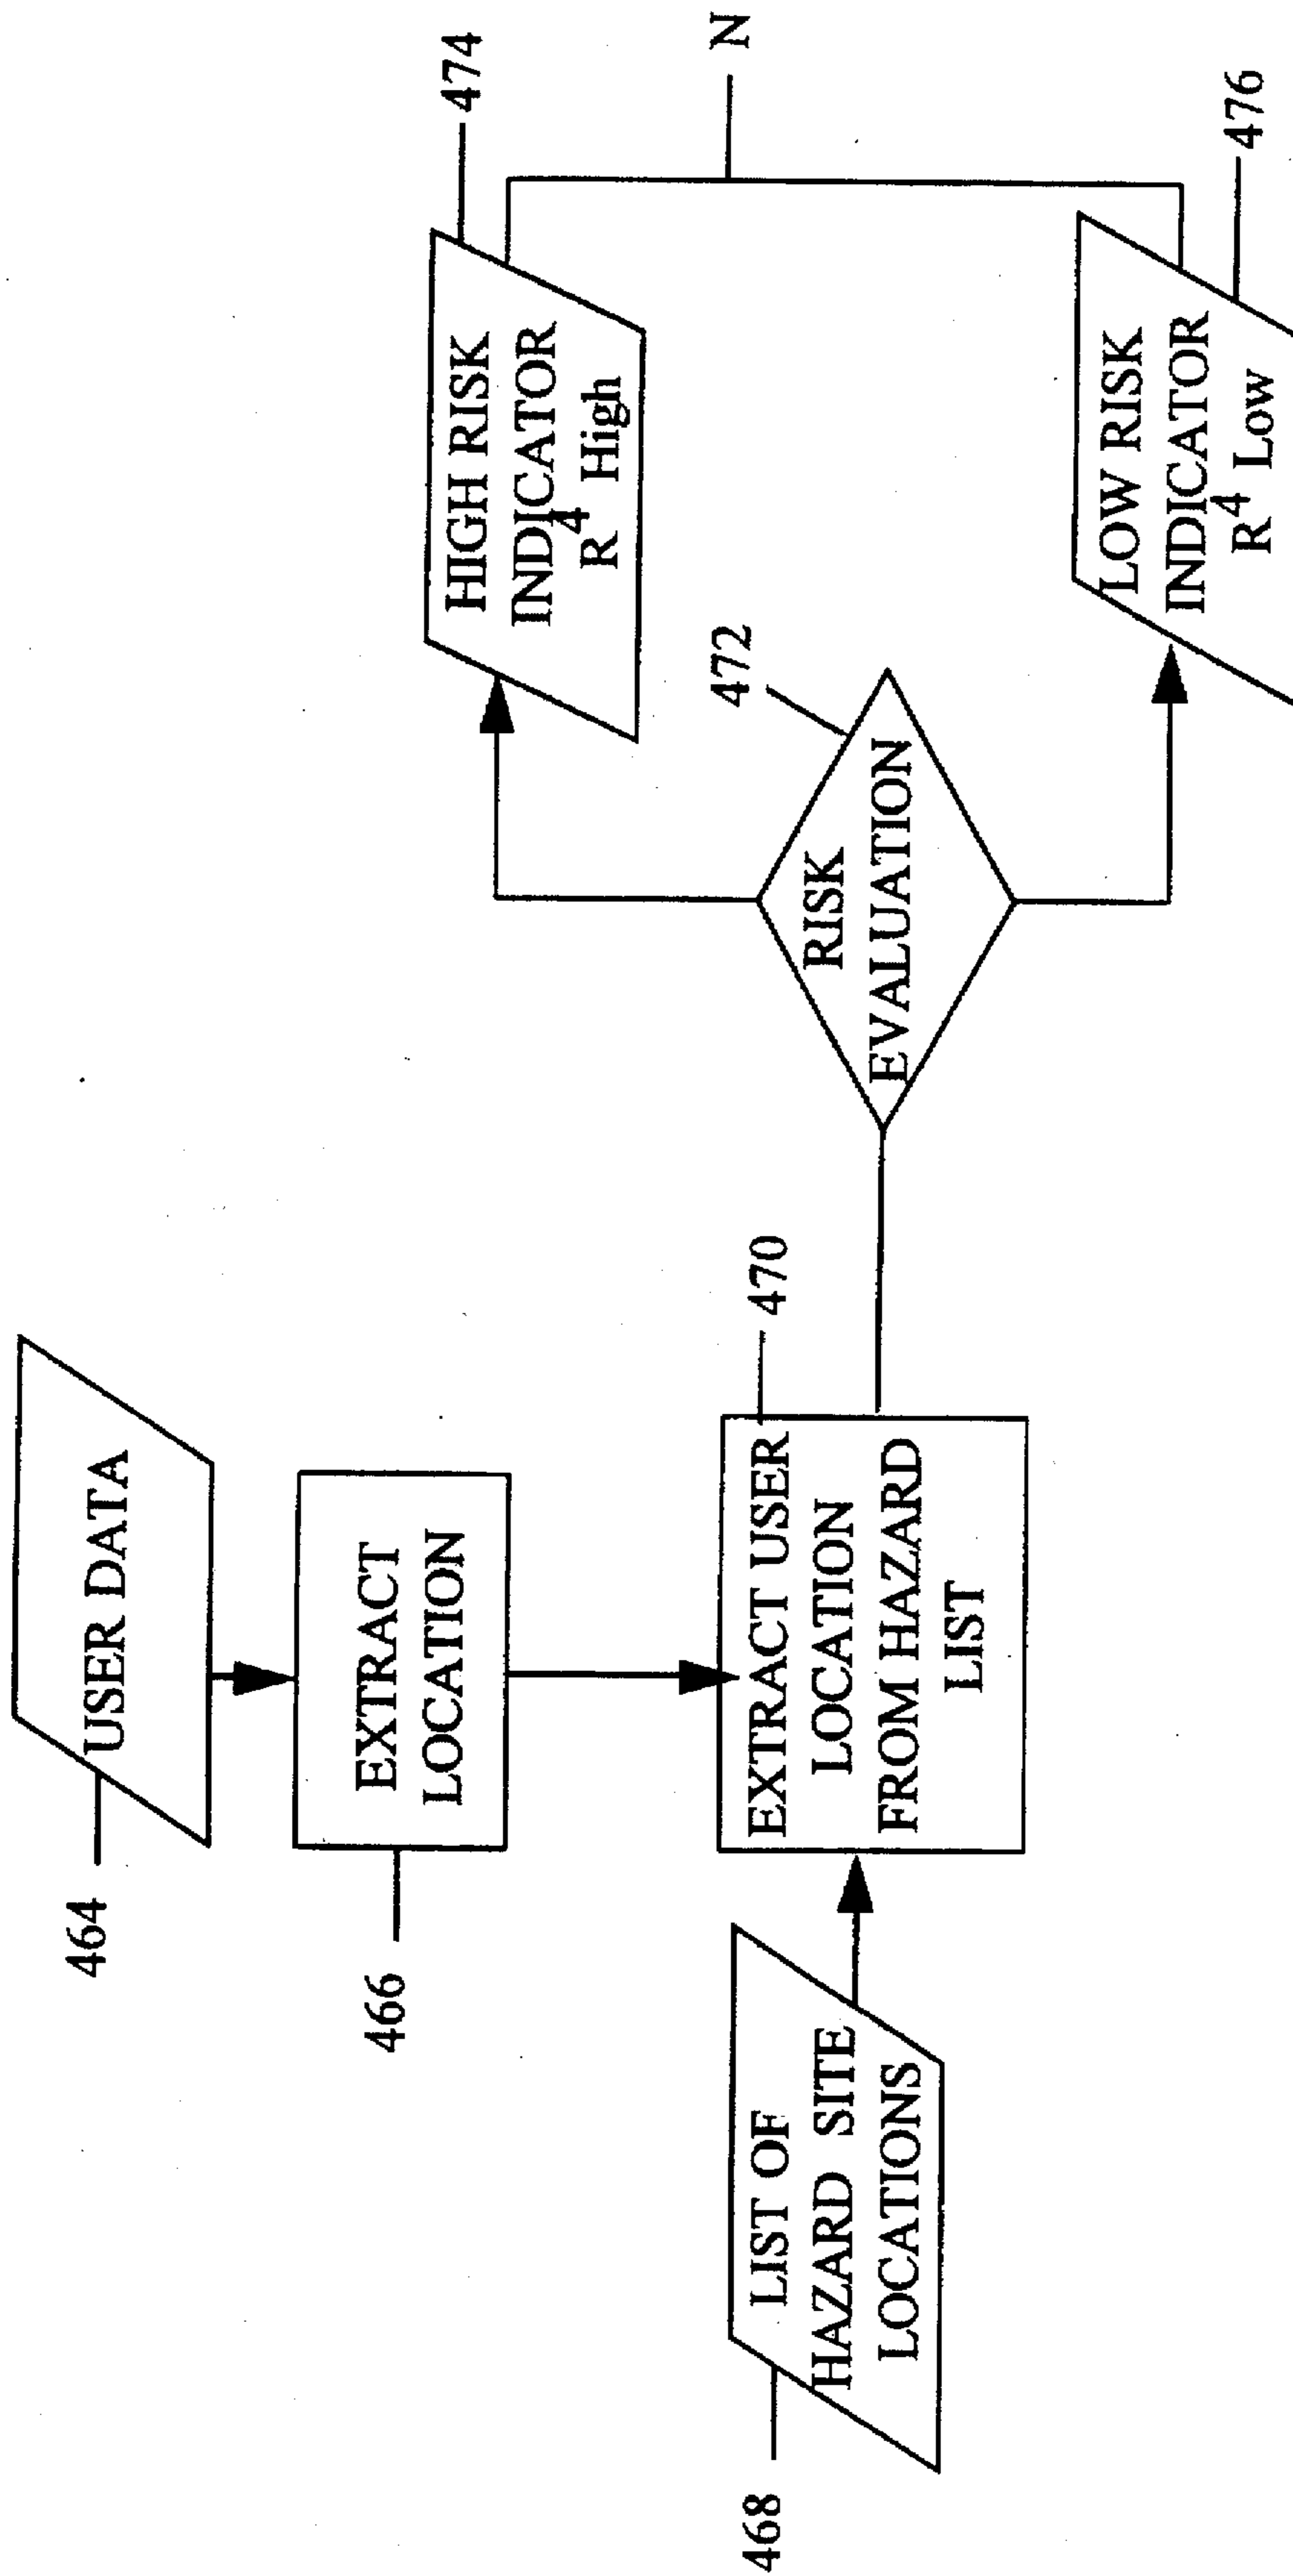 464
USER DATA
466
EXTRACT
LOCATION
468
LIST OF
HAZARD SITE
LOCATIONS
EXTRACT USER
LOCATION
FROM HAZARD
LIST
470
RISK
EVALUATION
472
HIGH RISK
INDICATOR
R⁴ High
474
N
LOW RISK
INDICATOR
R⁴ Low
476